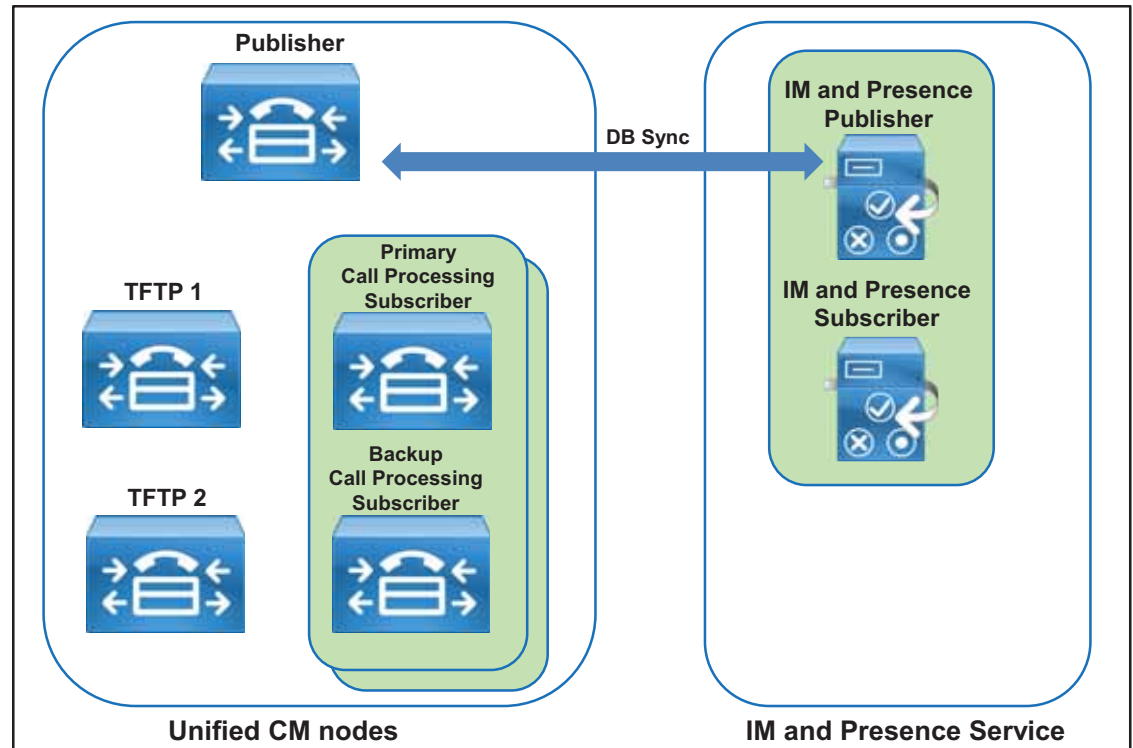 Publisher
IM and Presence
Publisher
DB Sync
Primary
Call Processing
Subscriber
TFTP 1
IM and Presence
Subscriber
Backup
Call Processing
Subscriber
TFTP 2
Unified CM nodes
IM and Presence Service